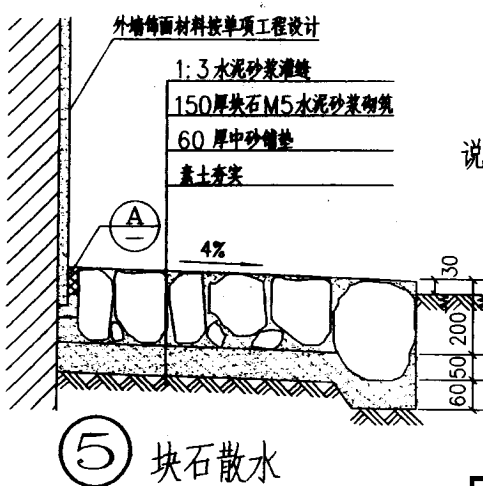 外墙饰面材料按单项工程设计
1:3水泥砂浆灌缝
150厚块石M5水泥砂浆砌筑
60厚中砂铺垫
素土夯实
说
A
4%
30
200
50
60
5 块石散水